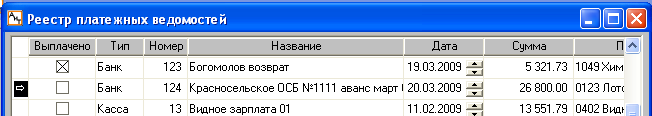 Реестр платежных ведомостей
Выплачено Тип Номер Название Дата Сумма П
Банк 123 Богомолов возврат 19.03.2009 5 321.73 1049 Хим
Банк 124 Красносельское ОСБ №1111 аванс март 20.03.2009 26 800.00 0123 Лото
Касса 13 Видное зарплата 01 11.02.2009 13 551.79 0402 Видн